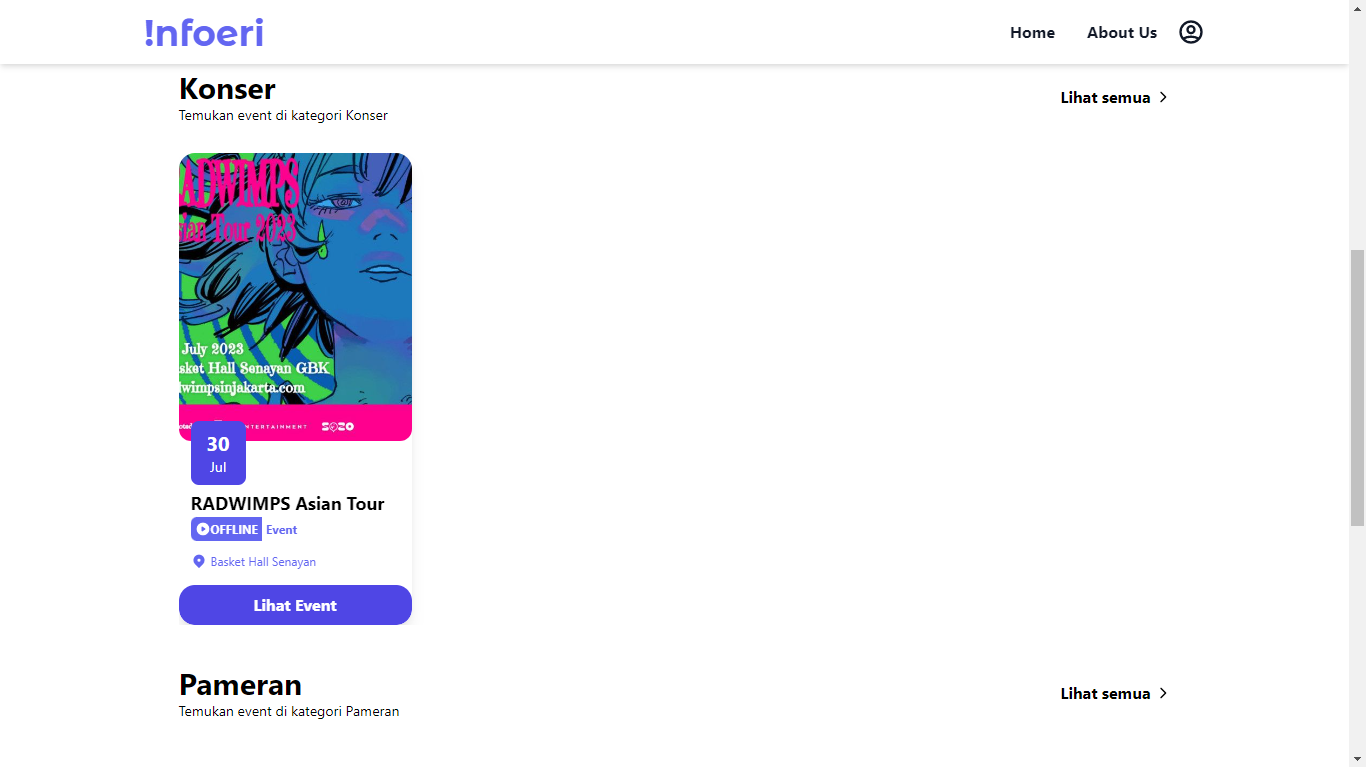 !nfoeri
Home
About Us
Konser
Temukan event di kategori Konser
Lihat semua
ADWIMPS
sian Tour 2023
July 2023
sket Hall Senayan GBK
dwimpsinjakarta.com
NTERTAINMENT
30
Jul
RADWIMPS Asian Tour
OFFLINE Event
Basket Hall Senayan
Lihat Event
Pameran
Temukan event di kategori Pameran
Lihat semua